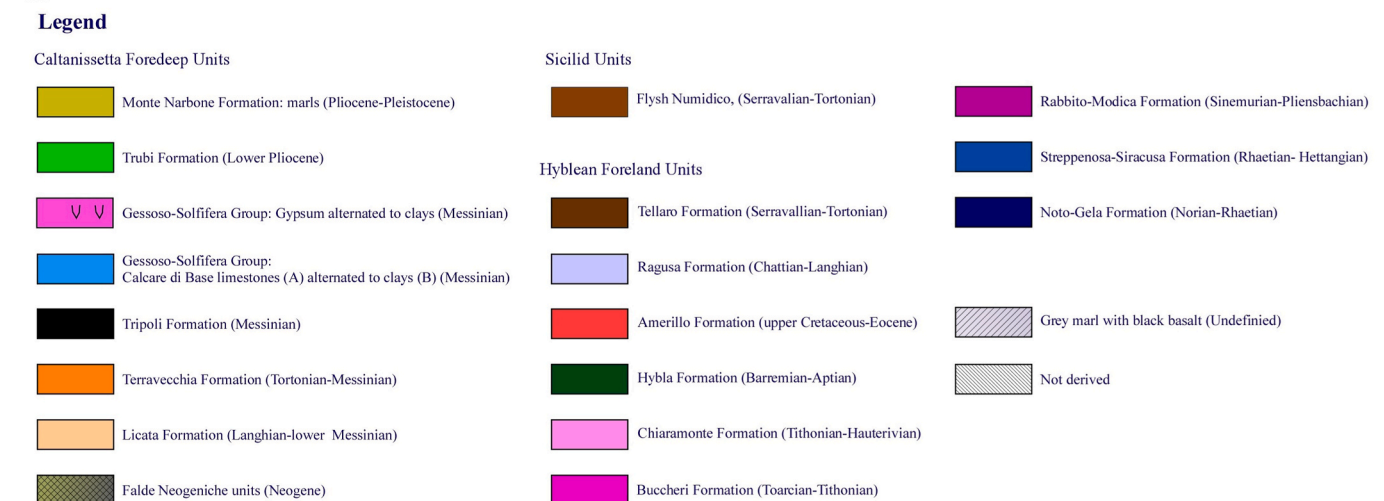 Legend
Caltanissetta Foredeep Units
Monte Narbone Formation: marls (Pliocene-Pleistocene)
Trubi Formation (Lower Pliocene)
V V
Gessoso-Solfifera Group: Gypsum alternated to clays (Messinian)
Gessoso-Solfifera Group:
Calcare di Base limestones (A) alternated to clays (B) (Messinian)
Tripoli Formation (Messinian)
Terravecchia Formation (Tortonian-Messinian)
Licata Formation (Langhian-lower Messinian)
Falde Neogeniche units (Neogene)
Sicilid Units
Flysh Numidico, (Serravalian-Tortonian)
Hyblean Foreland Units
Tellaro Formation (Serravallian-Tortonian)
Ragusa Formation (Chattian-Langhian)
Amerillo Formation (upper Cretaceous-Eocene)
Hybla Formation (Barremian-Aptian)
Chiaramonte Formation (Tithonian-Hauterivian)
Buccheri Formation (Toarcian-Tithonian)
Rabbito-Modica Formation (Sinemurian-Pliensbachian)
Streppenosa-Siracusa Formation (Rhaetian- Hettangian)
Noto-Gela Formation (Norian-Rhaetian)
Grey marl with black basalt (Undefinied)
Not derived